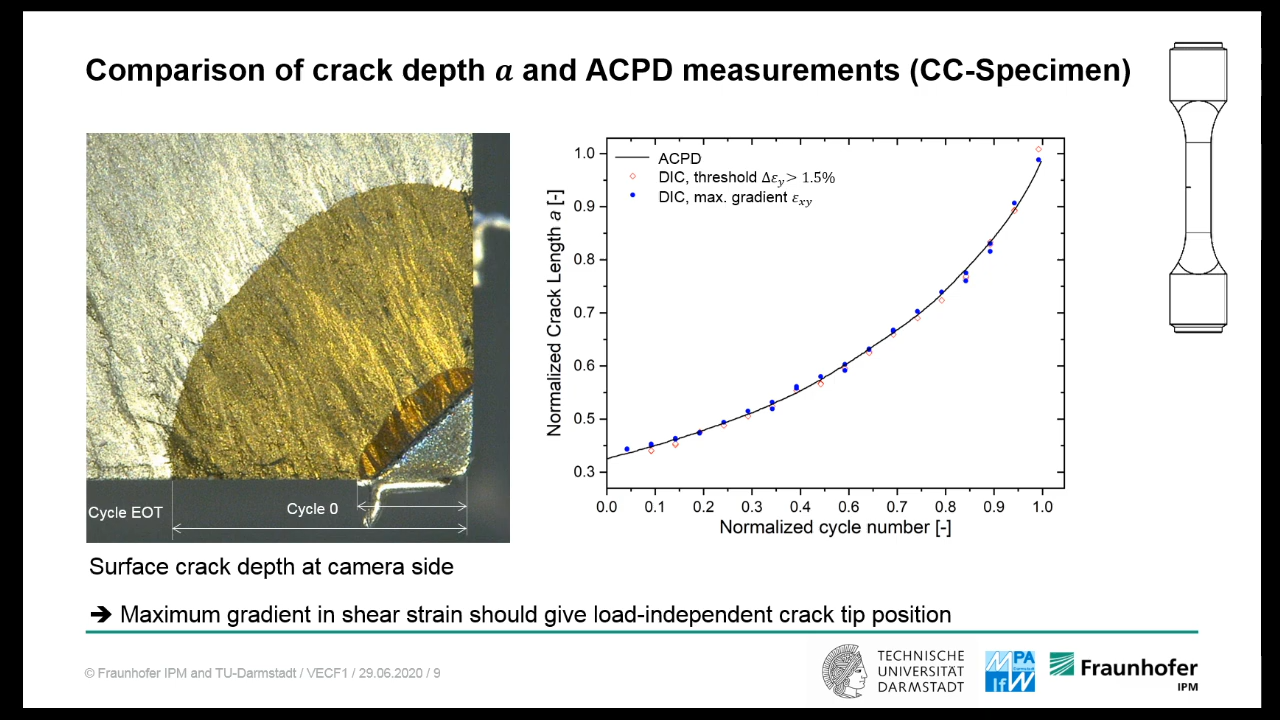 Comparison of crack depth a and ACPD measurements (CC-Specimen)
Cycle EOT
Cycle 0
Normalized Crack Length a [-]
1.0
0.9
0.8
0.7
0.6
0.5
0.3
ACPD
DIC, threshold Δε_y > 1.5%
DIC, max. gradient ε_xy
0.0 0.1 0.2 0.3 0.4 0.5 0.6 0.7 0.8 0.9 1.0
Normalized cycle number [-]
Surface crack depth at camera side
➔ Maximum gradient in shear strain should give load-independent crack tip position
© Fraunhofer IPM and TU-Darmstadt / VECF1 / 29.06.2020 / 9
TECHNISCHE
UNIVERSITÄT
DARMSTADT
MPA
Darmstadt
IfW
Fraunhofer
IPM